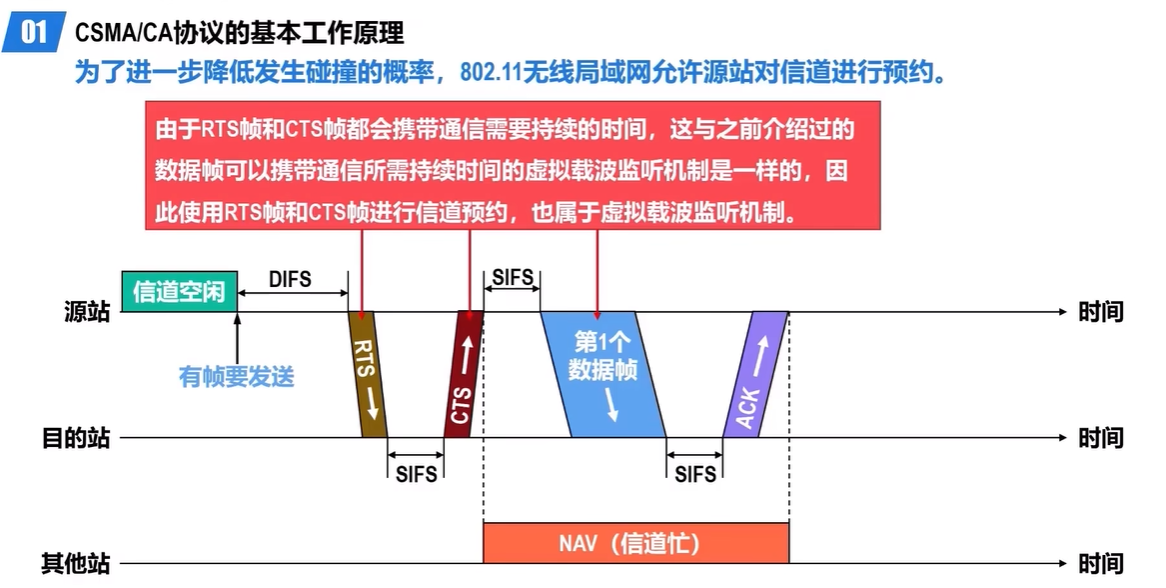 01 CSMA/CA协议的基本工作原理
为了进一步降低发生碰撞的概率，802.11无线局域网允许源站对信道进行预约。
由于RTS帧和CTS帧都会携带通信需要持续的时间，这与之前介绍过的
数据帧可以携带通信所需持续时间的虚拟载波监听机制是一样的，因
此使用RTS帧和CTS帧进行信道预约，也属于虚拟载波监听机制。
信道空闲
DIFS
SIFS
源站
时间
有帧要发送
RTS
CTS
第1个
数据帧
ACK
目的站
时间
SIFS
SIFS
NAV（信道忙）
其他站
时间